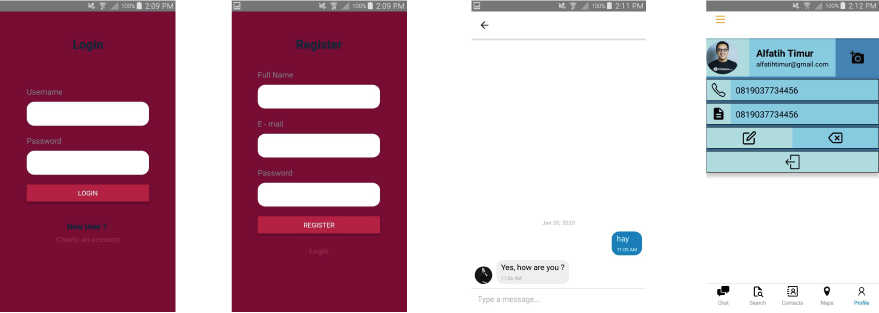 100% 2:09 PM
Login
Username
Password
LOGIN
New User ?
Create an account
100% 2:09 PM
Register
Full Name
E - mail
Password
REGISTER
Login
100% 2:11 PM
Jan 20, 2020
hay
11:05 AM
Yes, how are you ?
11:05 AM
Type a message...
100% 2:12 PM
Alfatih Timur
alfatihtimur@gmail.com
0819037734456
0819037734456
Chat Search Contacts Maps Profile